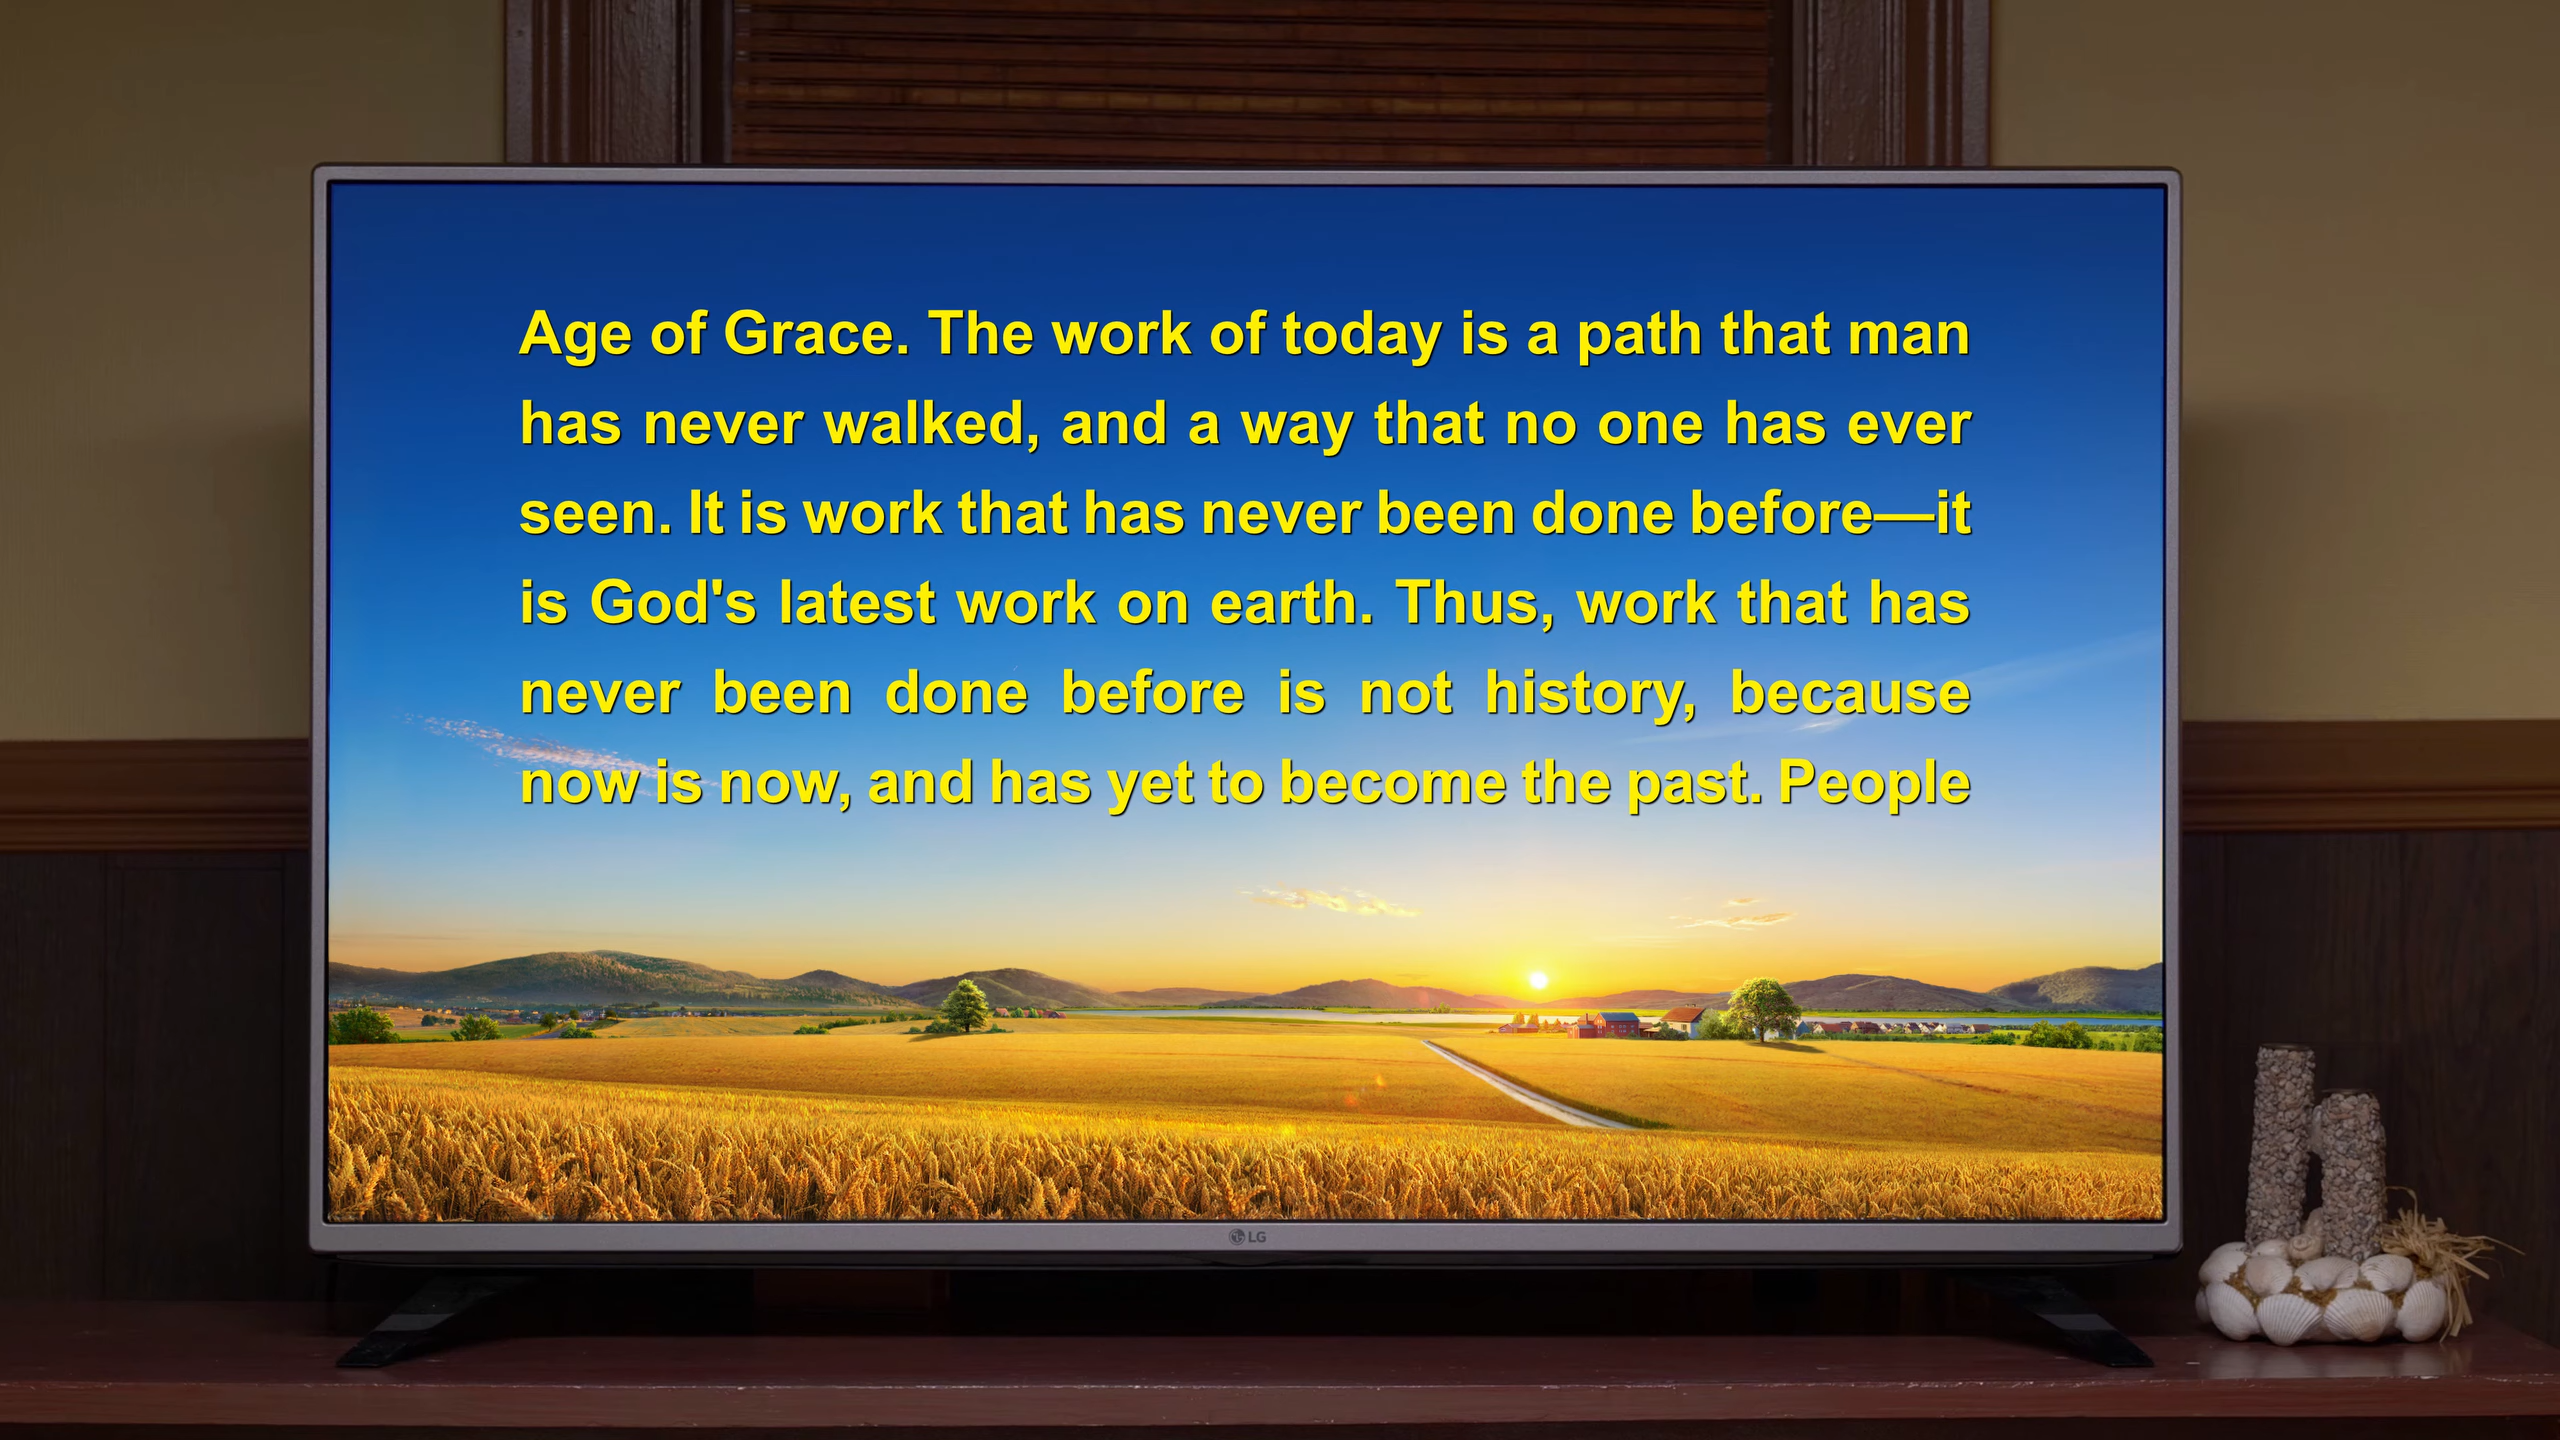 Age of Grace. The work of today is a path that man
has never walked, and a way that no one has ever
seen. It is work that has never been done before—it
is God's latest work on earth. Thus, work that has
never been done before is not history, because
now is now, and has yet to become the past. People
LG